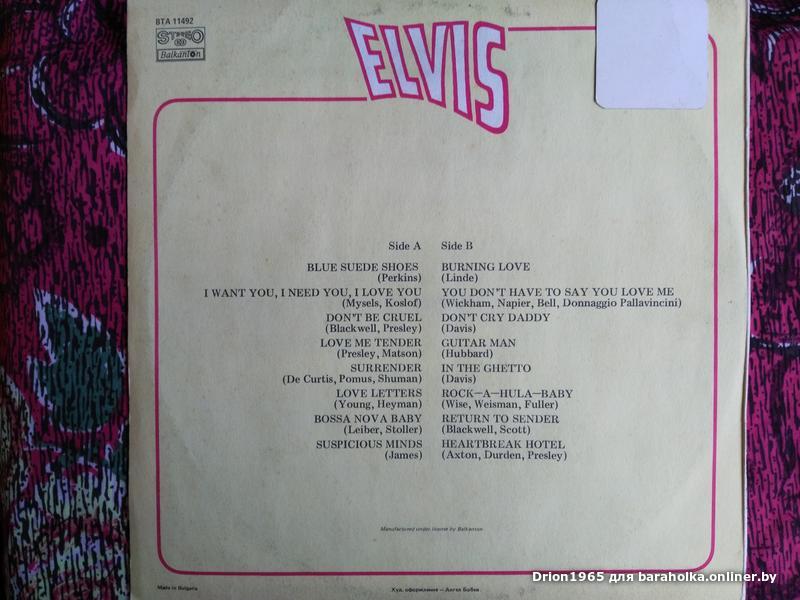 BTA 11492
STEREO
Balkanton
ELVIS
Side A
BLUE SUEDE SHOES
(Perkins)
I WANT YOU, I NEED YOU, I LOVE YOU
(Mysels, Koslof)
DON'T BE CRUEL
(Blackwell, Presley)
LOVE ME TENDER
(Presley, Matson)
SURRENDER
(De Curtis, Pomus, Shuman)
LOVE LETTERS
(Young, Heyman)
BOSSA NOVA BABY
(Leiber, Stoller)
SUSPICIOUS MINDS
(James)
Side B
BURNING LOVE
(Linde)
YOU DON'T HAVE TO SAY YOU LOVE ME
(Wickham, Napier, Bell, Donnaggio Pallavincini)
DON'T CRY DADDY
(Davis)
GUITAR MAN
(Hubbard)
IN THE GHETTO
(Davis)
ROCK—A—HULA—BABY
(Wise, Weisman, Fuller)
RETURN TO SENDER
(Blackwell, Scott)
HEARTBREAK HOTEL
(Axton, Durden, Presley)
Manufactured under license by Balkanton
Made in Bulgaria
Худ. оформление — Ангел Бобев
Drion1965 для baraholka.onliner.by